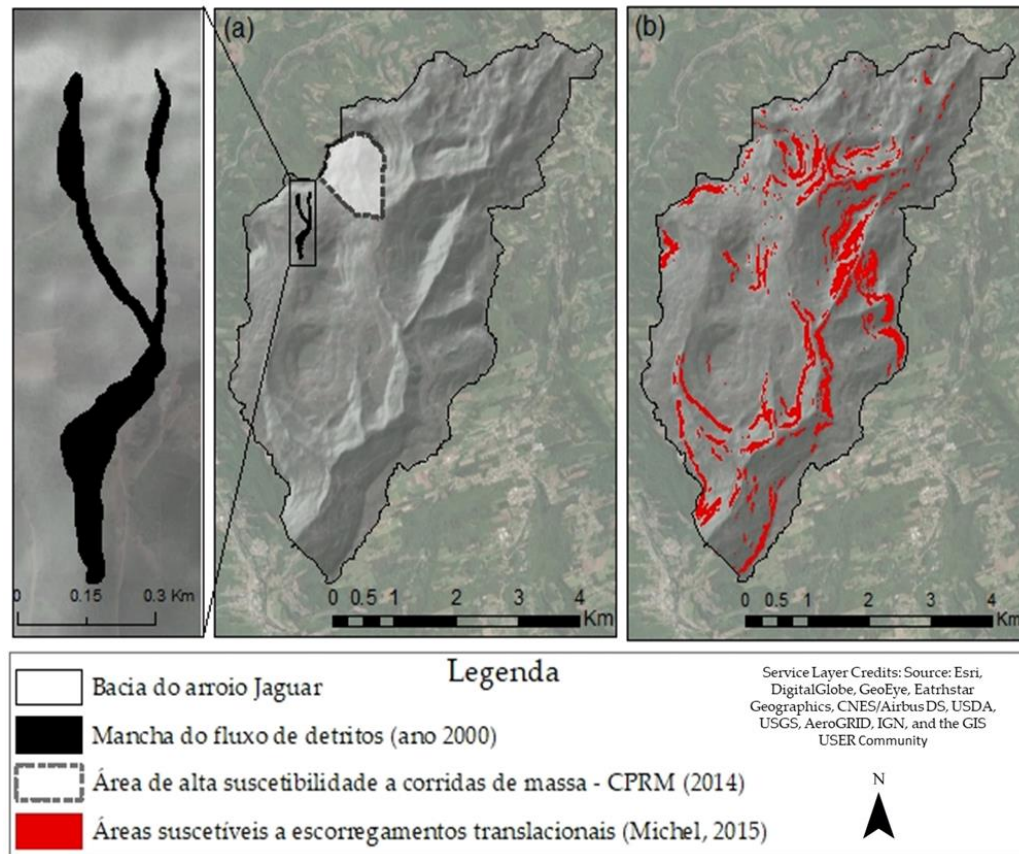 (a)
(b)
0 0.15 0.3 Km
0 0.5 1 2 3 4
Km
0 0.5 1 2 3 4
Km
Legenda
Bacia do arroio Jaguar
Mancha do fluxo de detritos (ano 2000)
Área de alta suscetibilidade a corridas de massa - CPRM (2014)
Áreas suscetíveis a escorregamentos translacionais (Michel, 2015)
Service Layer Credits: Source: Esri,
DigitalGlobe, GeoEye, Eatrhstar
Geographics, CNES/Airbus DS, USDA,
USGS, AeroGRID, IGN, and the GIS
USER Community
N